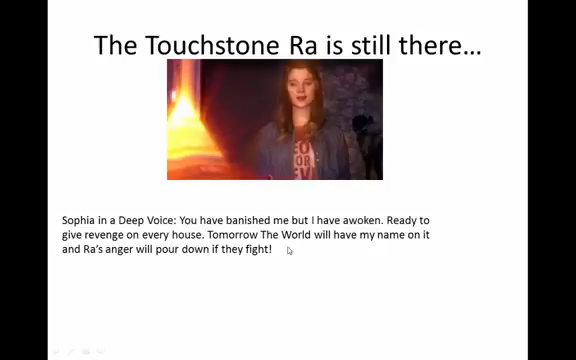 The Touchstone Ra is still there…
Sophia in a Deep Voice: You have banished me but I have awoken. Ready to
give revenge on every house. Tomorrow The World will have my name on it
and Ra's anger will pour down if they fight!